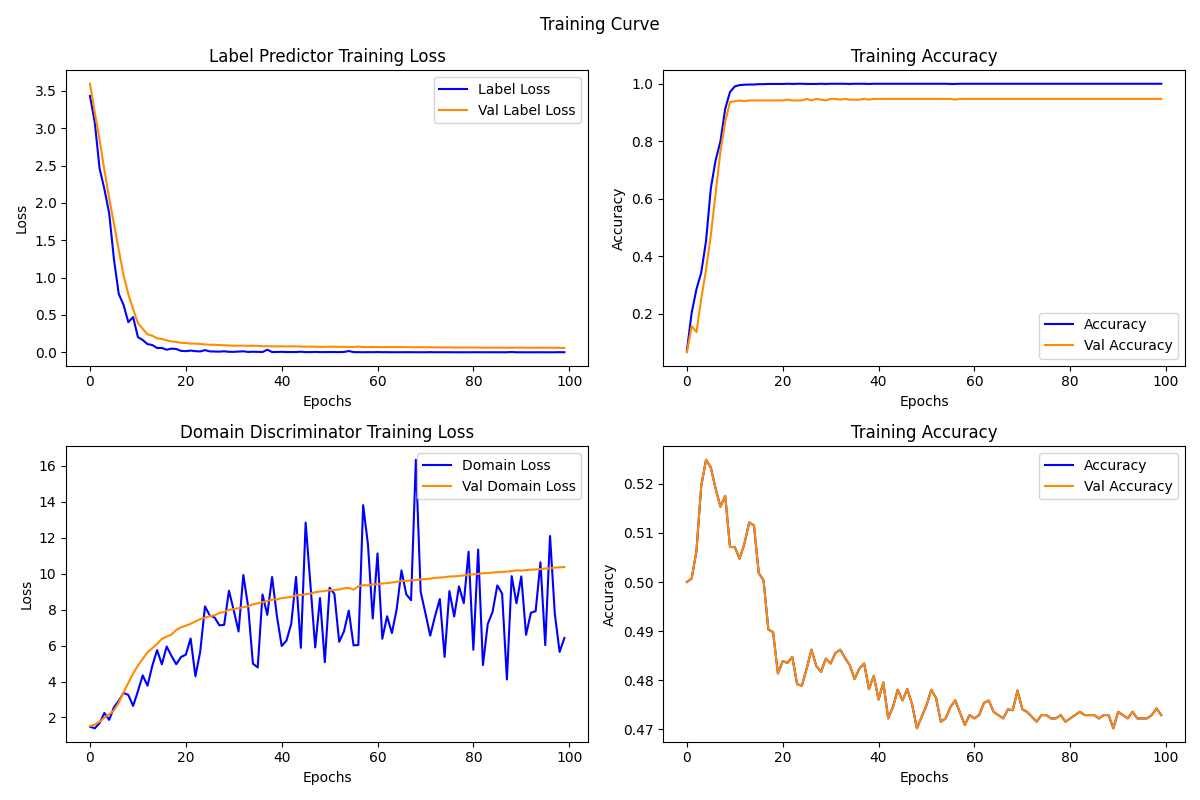 Training Curve
Label Predictor Training Loss
Loss
3.5
3.0
2.5
2.0
1.5
1.0
0.5
0.0
Label Loss
Val Label Loss
0 20 40 60 80 100
Epochs
Training Accuracy
Accuracy
1.0
0.8
0.6
0.4
0.2
Accuracy
Val Accuracy
0 20 40 60 80 100
Epochs
Domain Discriminator Training Loss
Loss
16
14
12
10
8
6
4
2
Domain Loss
Val Domain Loss
0 20 40 60 80 100
Epochs
Training Accuracy
Accuracy
0.52
0.51
0.50
0.49
0.48
0.47
Accuracy
Val Accuracy
0 20 40 60 80 100
Epochs